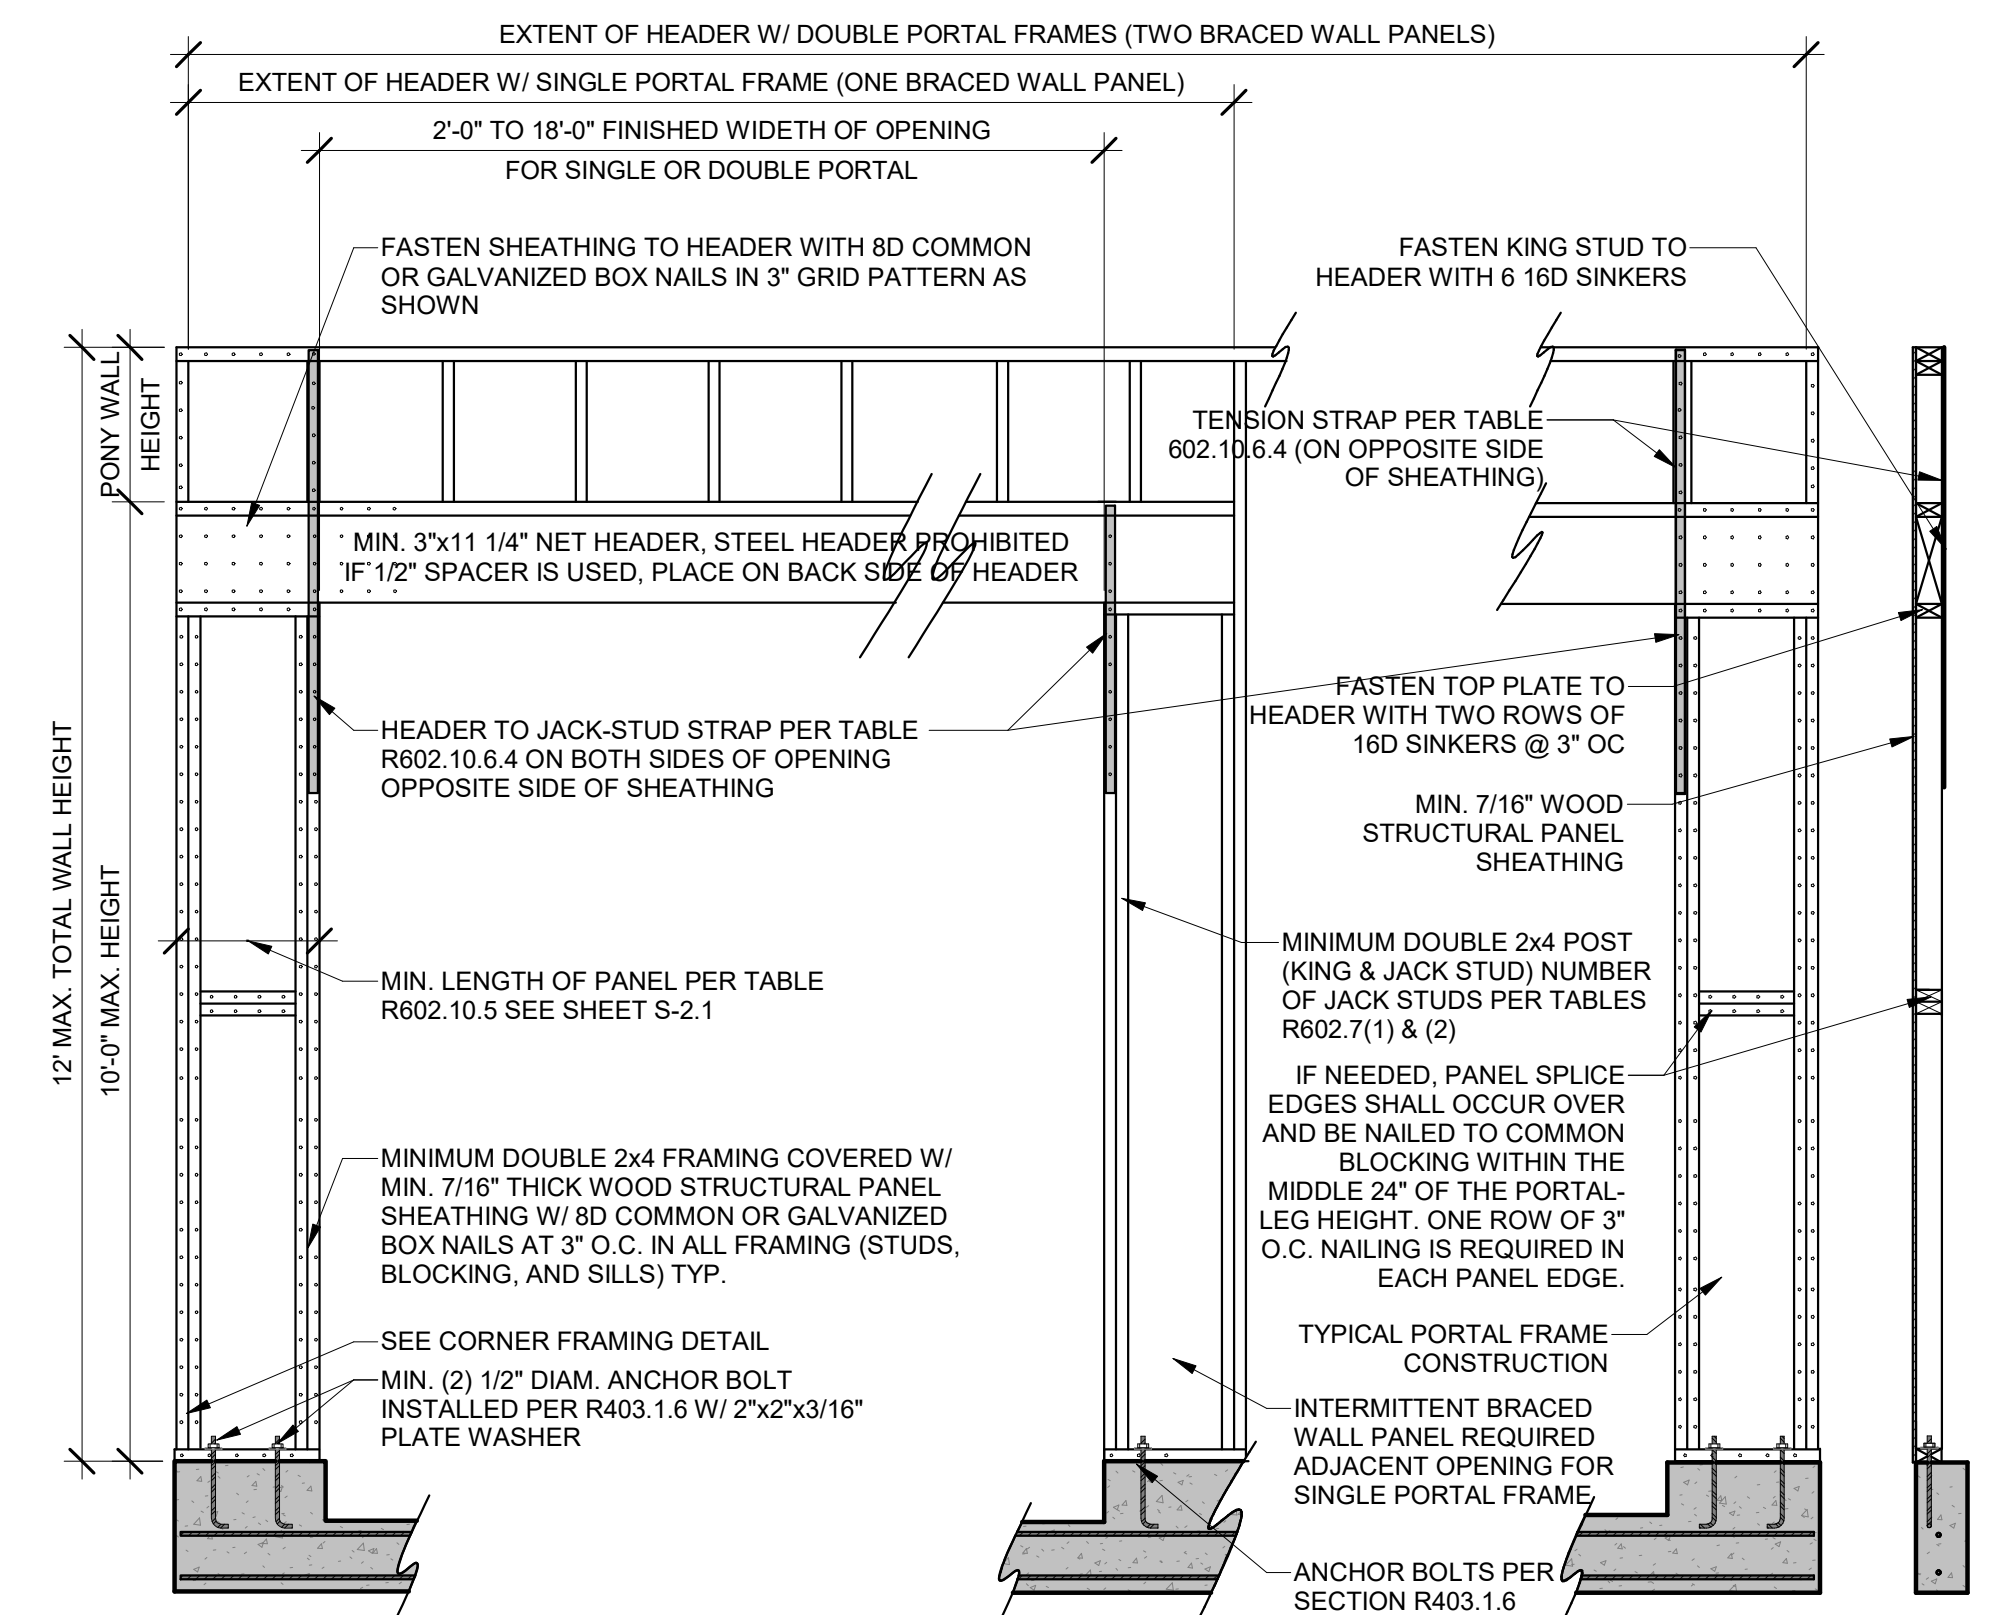 EXTENT OF HEADER W/ DOUBLE PORTAL FRAMES (TWO BRACED WALL PANELS)
EXTENT OF HEADER W/ SINGLE PORTAL FRAME (ONE BRACED WALL PANEL)
2'-0" TO 18'-0" FINISHED WIDETH OF OPENING
FOR SINGLE OR DOUBLE PORTAL
FASTEN SHEATHING TO HEADER WITH 8D COMMON
OR GALVANIZED BOX NAILS IN 3" GRID PATTERN AS
SHOWN
FASTEN KING STUD TO
HEADER WITH 6 16D SINKERS
PONY WALL
HEIGHT
TENSION STRAP PER TABLE
602.10.6.4 (ON OPPOSITE SIDE
OF SHEATHING)
MIN. 3"x11 1/4" NET HEADER, STEEL HEADER PROHIBITED
IF 1/2" SPACER IS USED, PLACE ON BACK SIDE OF HEADER
12' MAX. TOTAL WALL HEIGHT
10'-0" MAX. HEIGHT
HEADER TO JACK-STUD STRAP PER TABLE
R602.10.6.4 ON BOTH SIDES OF OPENING
OPPOSITE SIDE OF SHEATHING
FASTEN TOP PLATE TO
HEADER WITH TWO ROWS OF
16D SINKERS @ 3" OC
MIN. 7/16" WOOD
STRUCTURAL PANEL
SHEATHING
MIN. LENGTH OF PANEL PER TABLE
R602.10.5 SEE SHEET S-2.1
MINIMUM DOUBLE 2x4 POST
(KING & JACK STUD) NUMBER
OF JACK STUDS PER TABLES
R602.7(1) & (2)
IF NEEDED, PANEL SPLICE
EDGES SHALL OCCUR OVER
AND BE NAILED TO COMMON
BLOCKING WITHIN THE
MIDDLE 24" OF THE PORTAL-
LEG HEIGHT. ONE ROW OF 3"
O.C. NAILING IS REQUIRED IN
EACH PANEL EDGE.
MINIMUM DOUBLE 2x4 FRAMING COVERED W/
MIN. 7/16" THICK WOOD STRUCTURAL PANEL
SHEATHING W/ 8D COMMON OR GALVANIZED
BOX NAILS AT 3" O.C. IN ALL FRAMING (STUDS,
BLOCKING, AND SILLS) TYP.
SEE CORNER FRAMING DETAIL
MIN. (2) 1/2" DIAM. ANCHOR BOLT
INSTALLED PER R403.1.6 W/ 2"x2"x3/16"
PLATE WASHER
TYPICAL PORTAL FRAME
CONSTRUCTION
INTERMITTENT BRACED
WALL PANEL REQUIRED
ADJACENT OPENING FOR
SINGLE PORTAL FRAME
ANCHOR BOLTS PER
SECTION R403.1.6